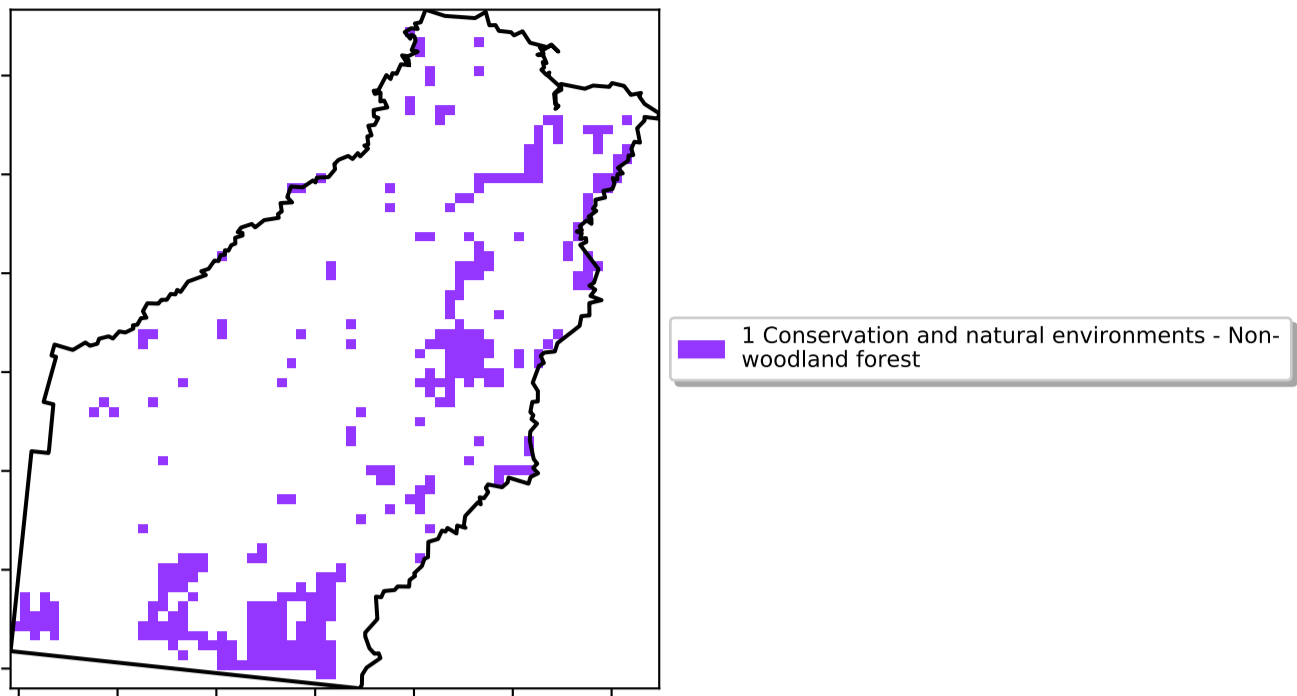 1 Conservation and natural environments - Non-
woodland forest